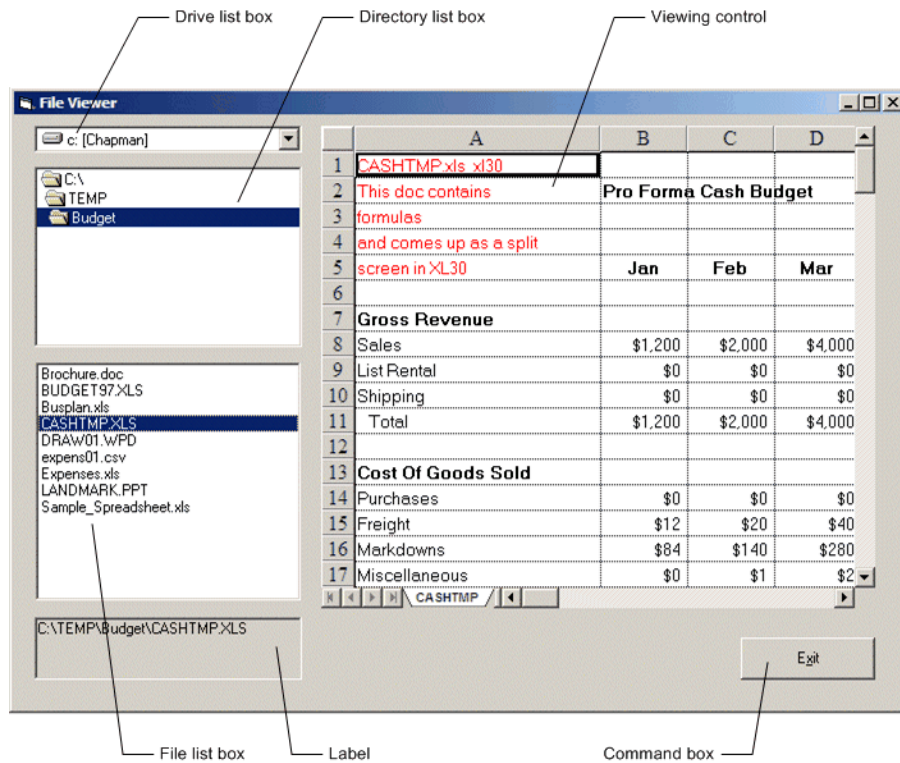 Drive list box
Directory list box
Viewing control
File Viewer
c: [Chapman]
C:\
TEMP
Budget
Brochure.doc
BUDGET97.XLS
Busplan.xls
CASHTMP.XLS
DRAW01.WPD
expens01.csv
Expenses.xls
LANDMARK.PPT
Sample_Spreadsheet.xls
C:\TEMP\Budget\CASHTMP.XLS
A B C D
1 CASHTMP.xls xl30
2 This doc contains Pro Forma Cash Budget
3 formulas
4 and comes up as a split
5 screen in XL30 Jan Feb Mar
6
7 Gross Revenue
8 Sales $1,200 $2,000 $4,000
9 List Rental $0 $0 $0
10 Shipping $0 $0 $0
11 Total $1,200 $2,000 $4,000
12
13 Cost Of Goods Sold
14 Purchases $0 $0 $0
15 Freight $12 $20 $40
16 Markdowns $84 $140 $280
17 Miscellaneous $0 $1 $2
CASHTMP
Exit
File list box
Label
Command box